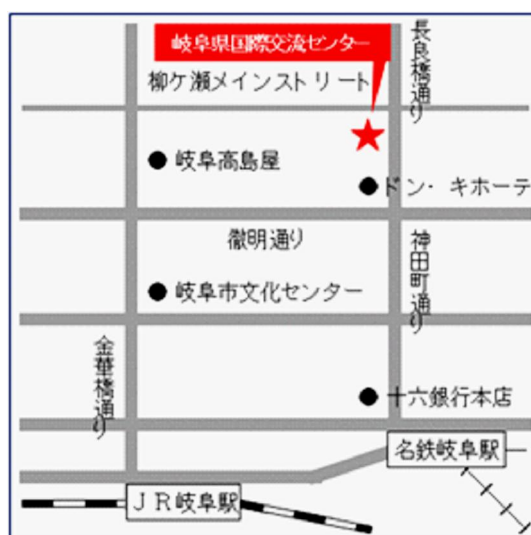 岐阜県国際交流センター
長良橋通り
柳ケ瀬メインストリート
岐阜高島屋
ドン・キホーテ
徹明通り
神田町通り
岐阜市文化センター
金華橋通り
十六銀行本店
名鉄岐阜駅
ＪＲ岐阜駅